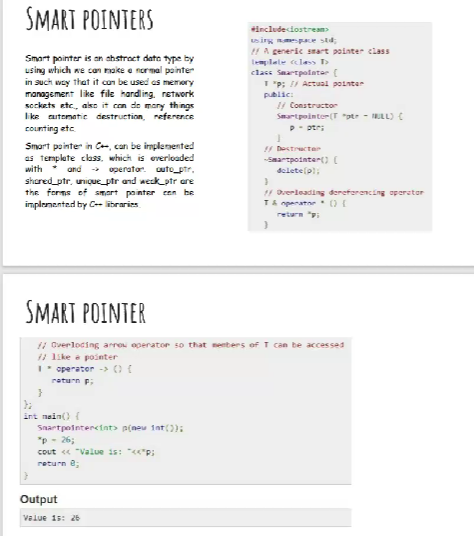 SMART POINTERS
Smart pointer is an abstract data type by
using which we can make a normal pointer
in such way that it can be used as memory
management like file handling, network
sockets etc., also it can do many things
like automatic destruction, reference
counting etc.
Smart pointer in C++, can be implemented
as template class, which is overloaded
with * and -> operator. auto_ptr,
shared_ptr, unique_ptr and weak_ptr are
the forms of smart pointer can be
implemented by C++ libraries.
#include<iostream>
using namespace std;
// A generic smart pointer class
template <class T>
class Smartpointer {
T *p; // Actual pointer
public:
// Constructor
Smartpointer(T *ptr = NULL) {
p = ptr;
}
// Destructor
~Smartpointer() {
delete(p);
}
// Overloading dereferencing operator
T & operator * () {
return *p;
}
SMART POINTER
// Overloding arrow operator so that members of T can be accessed
// like a pointer
T * operator -> () {
return p;
}
};
int main() {
Smartpointer<int> p(new int());
*p = 26;
cout << "Value is: "<<*p;
return 0;
}
Output
Value is: 26